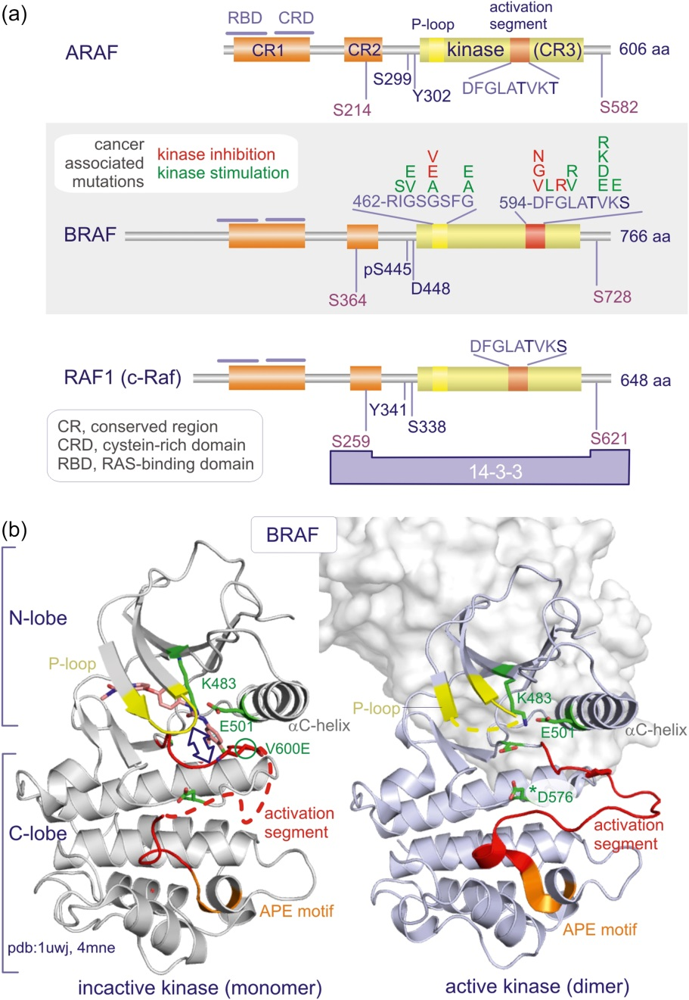 (a)
RBD CRD
P-loop
activation
segment
ARAF
CR1
CR2
kinase
(CR3)
606 aa
S299
Y302
DFGLATVKT
S214
S582
cancer
associated
mutations
kinase inhibition
kinase stimulation
V
E E
SV A
E
A
N
G
V L R
R
V
R
K
D
E E
462-RIGSGSFG
594-DFGLATVKS
BRAF
766 aa
pS445
D448
S364
S728
DFGLATVKS
RAF1 (c-Raf)
648 aa
Y341
S338
S259
S621
CR, conserved region
CRD, cystein-rich domain
RBD, RAS-binding domain
14-3-3
(b)
BRAF
N-lobe
P-loop
K483
E501
αC-helix
V600E
C-lobe
activation
segment
APE motif
pdb:1uwj, 4mne
incactive kinase (monomer)
K483
P-loop
E501
αC-helix
*D576
activation
segment
APE motif
active kinase (dimer)